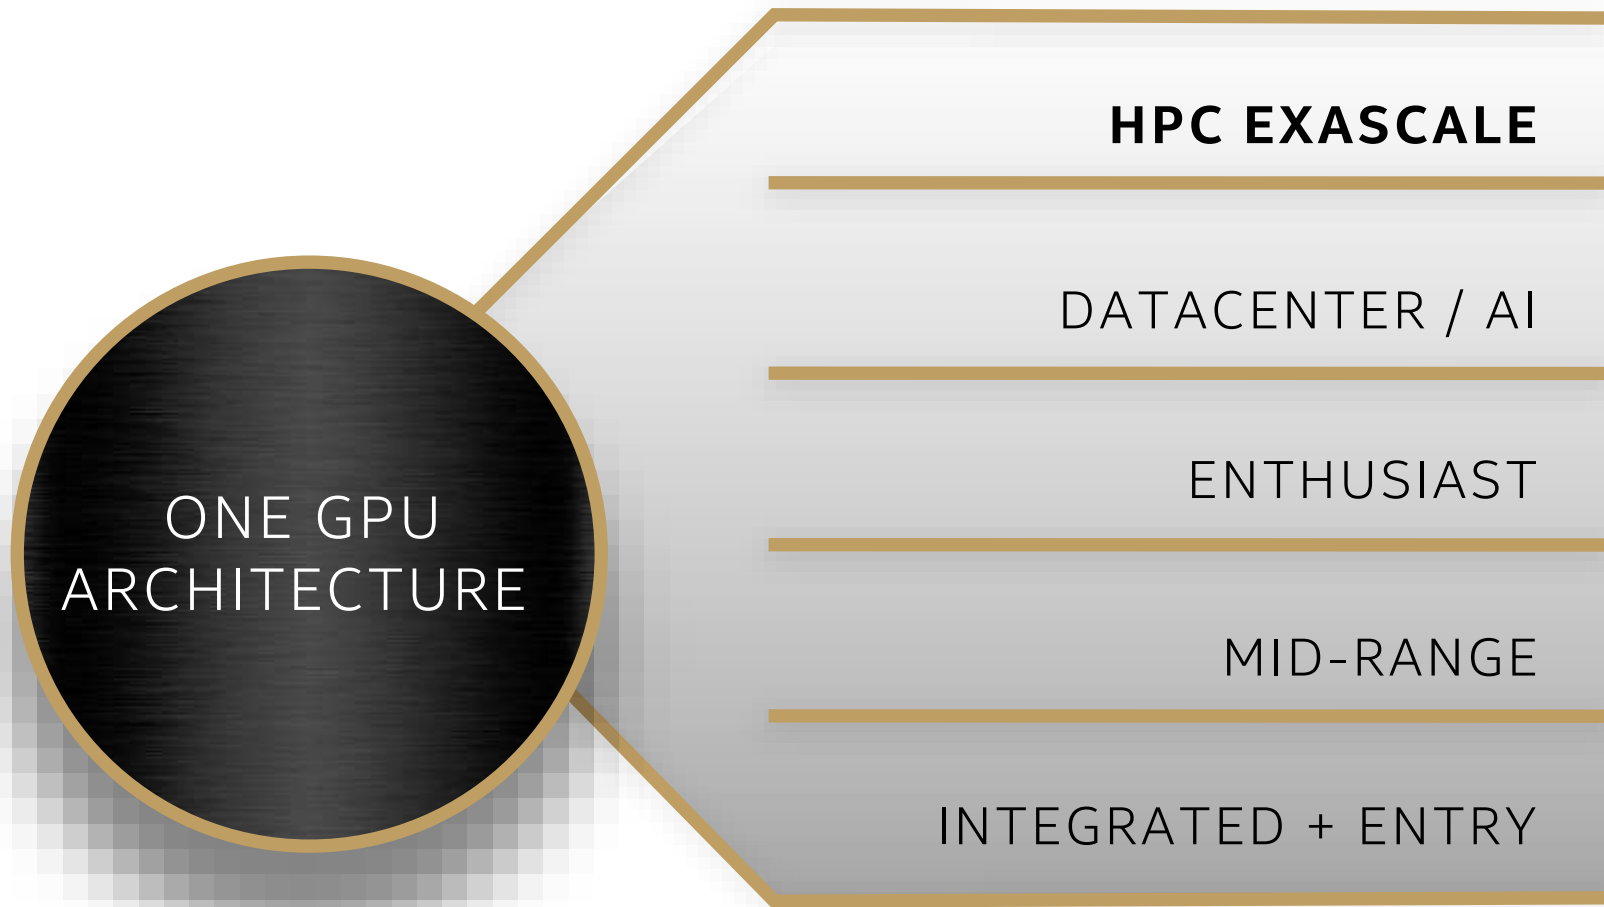 HPC EXASCALE
DATACENTER / AI
ENTHUSIAST
ONE GPU
ARCHITECTURE
MID-RANGE
INTEGRATED + ENTRY